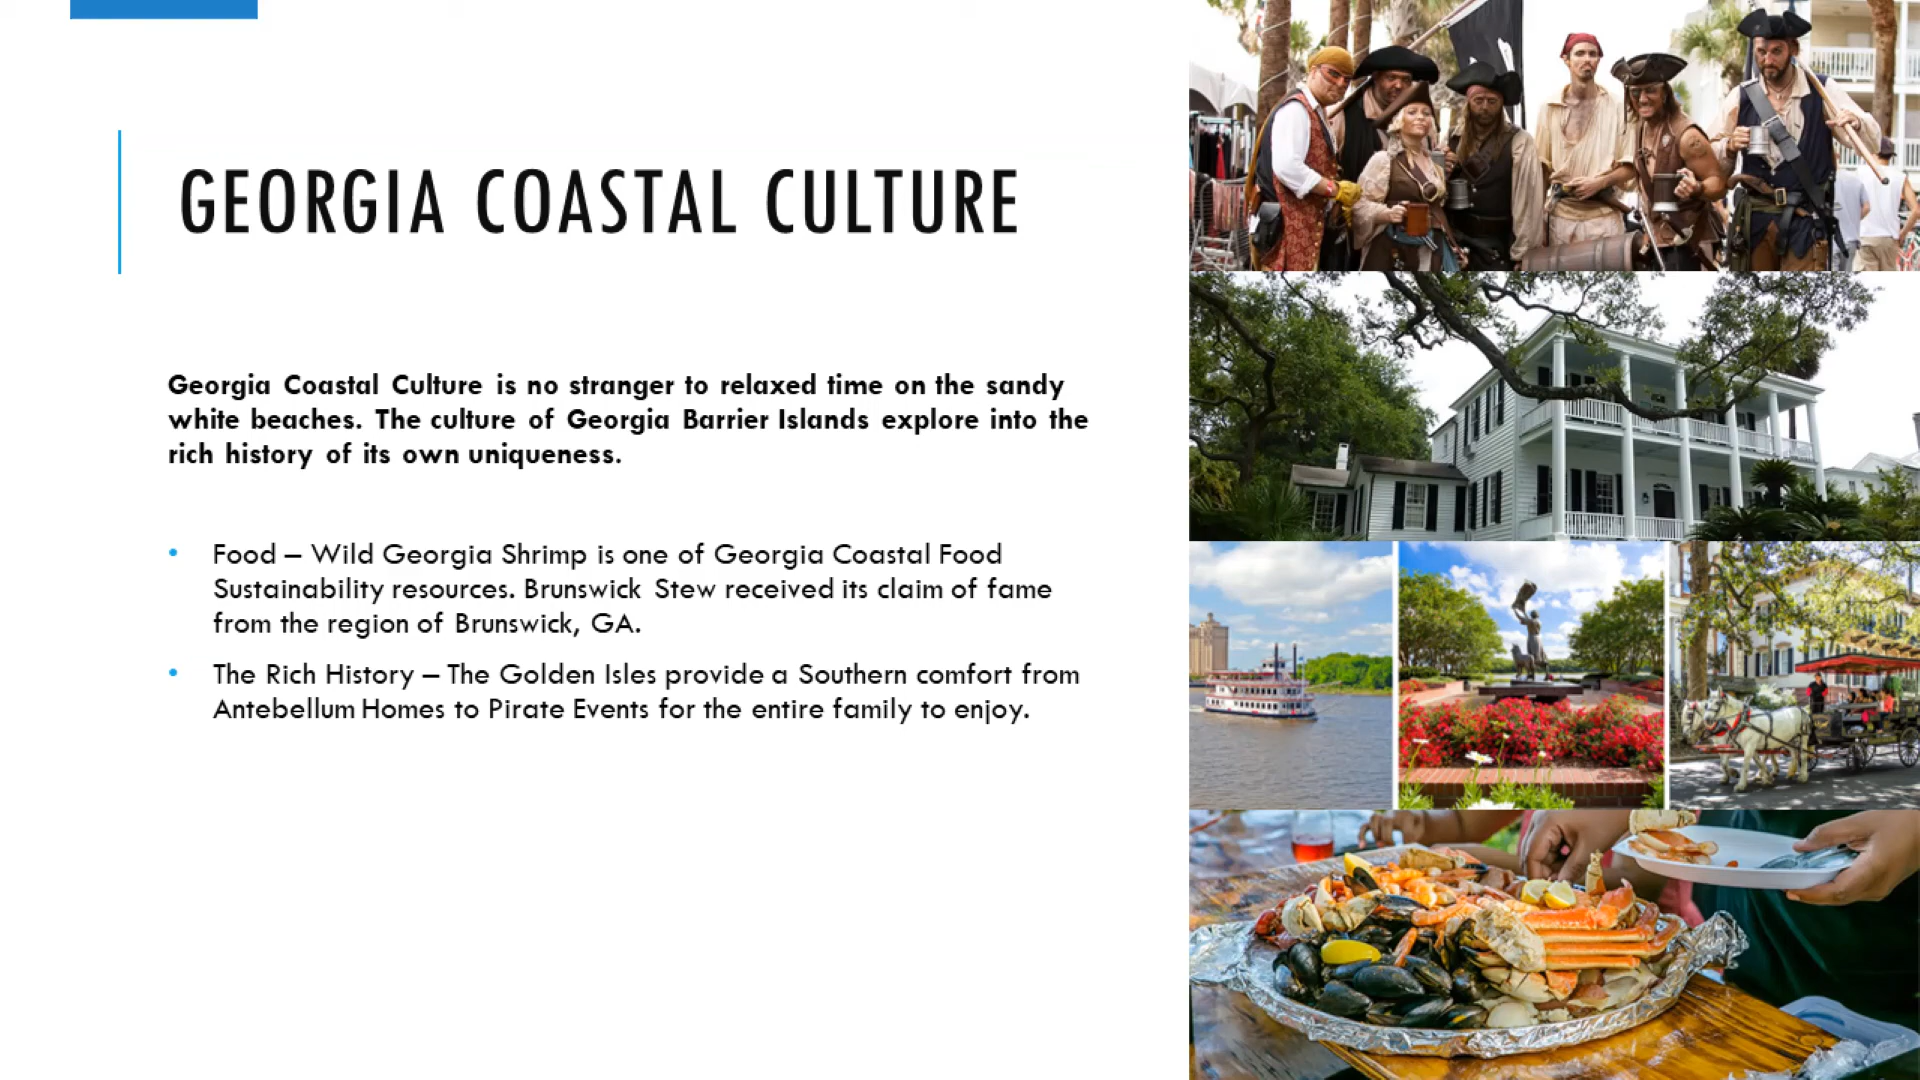 GEORGIA COASTAL CULTURE
Georgia Coastal Culture is no stranger to relaxed time on the sandy
white beaches. The culture of Georgia Barrier Islands explore into the
rich history of its own uniqueness.
• Food – Wild Georgia Shrimp is one of Georgia Coastal Food
Sustainability resources. Brunswick Stew received its claim of fame
from the region of Brunswick, GA.
• The Rich History – The Golden Isles provide a Southern comfort from
Antebellum Homes to Pirate Events for the entire family to enjoy.